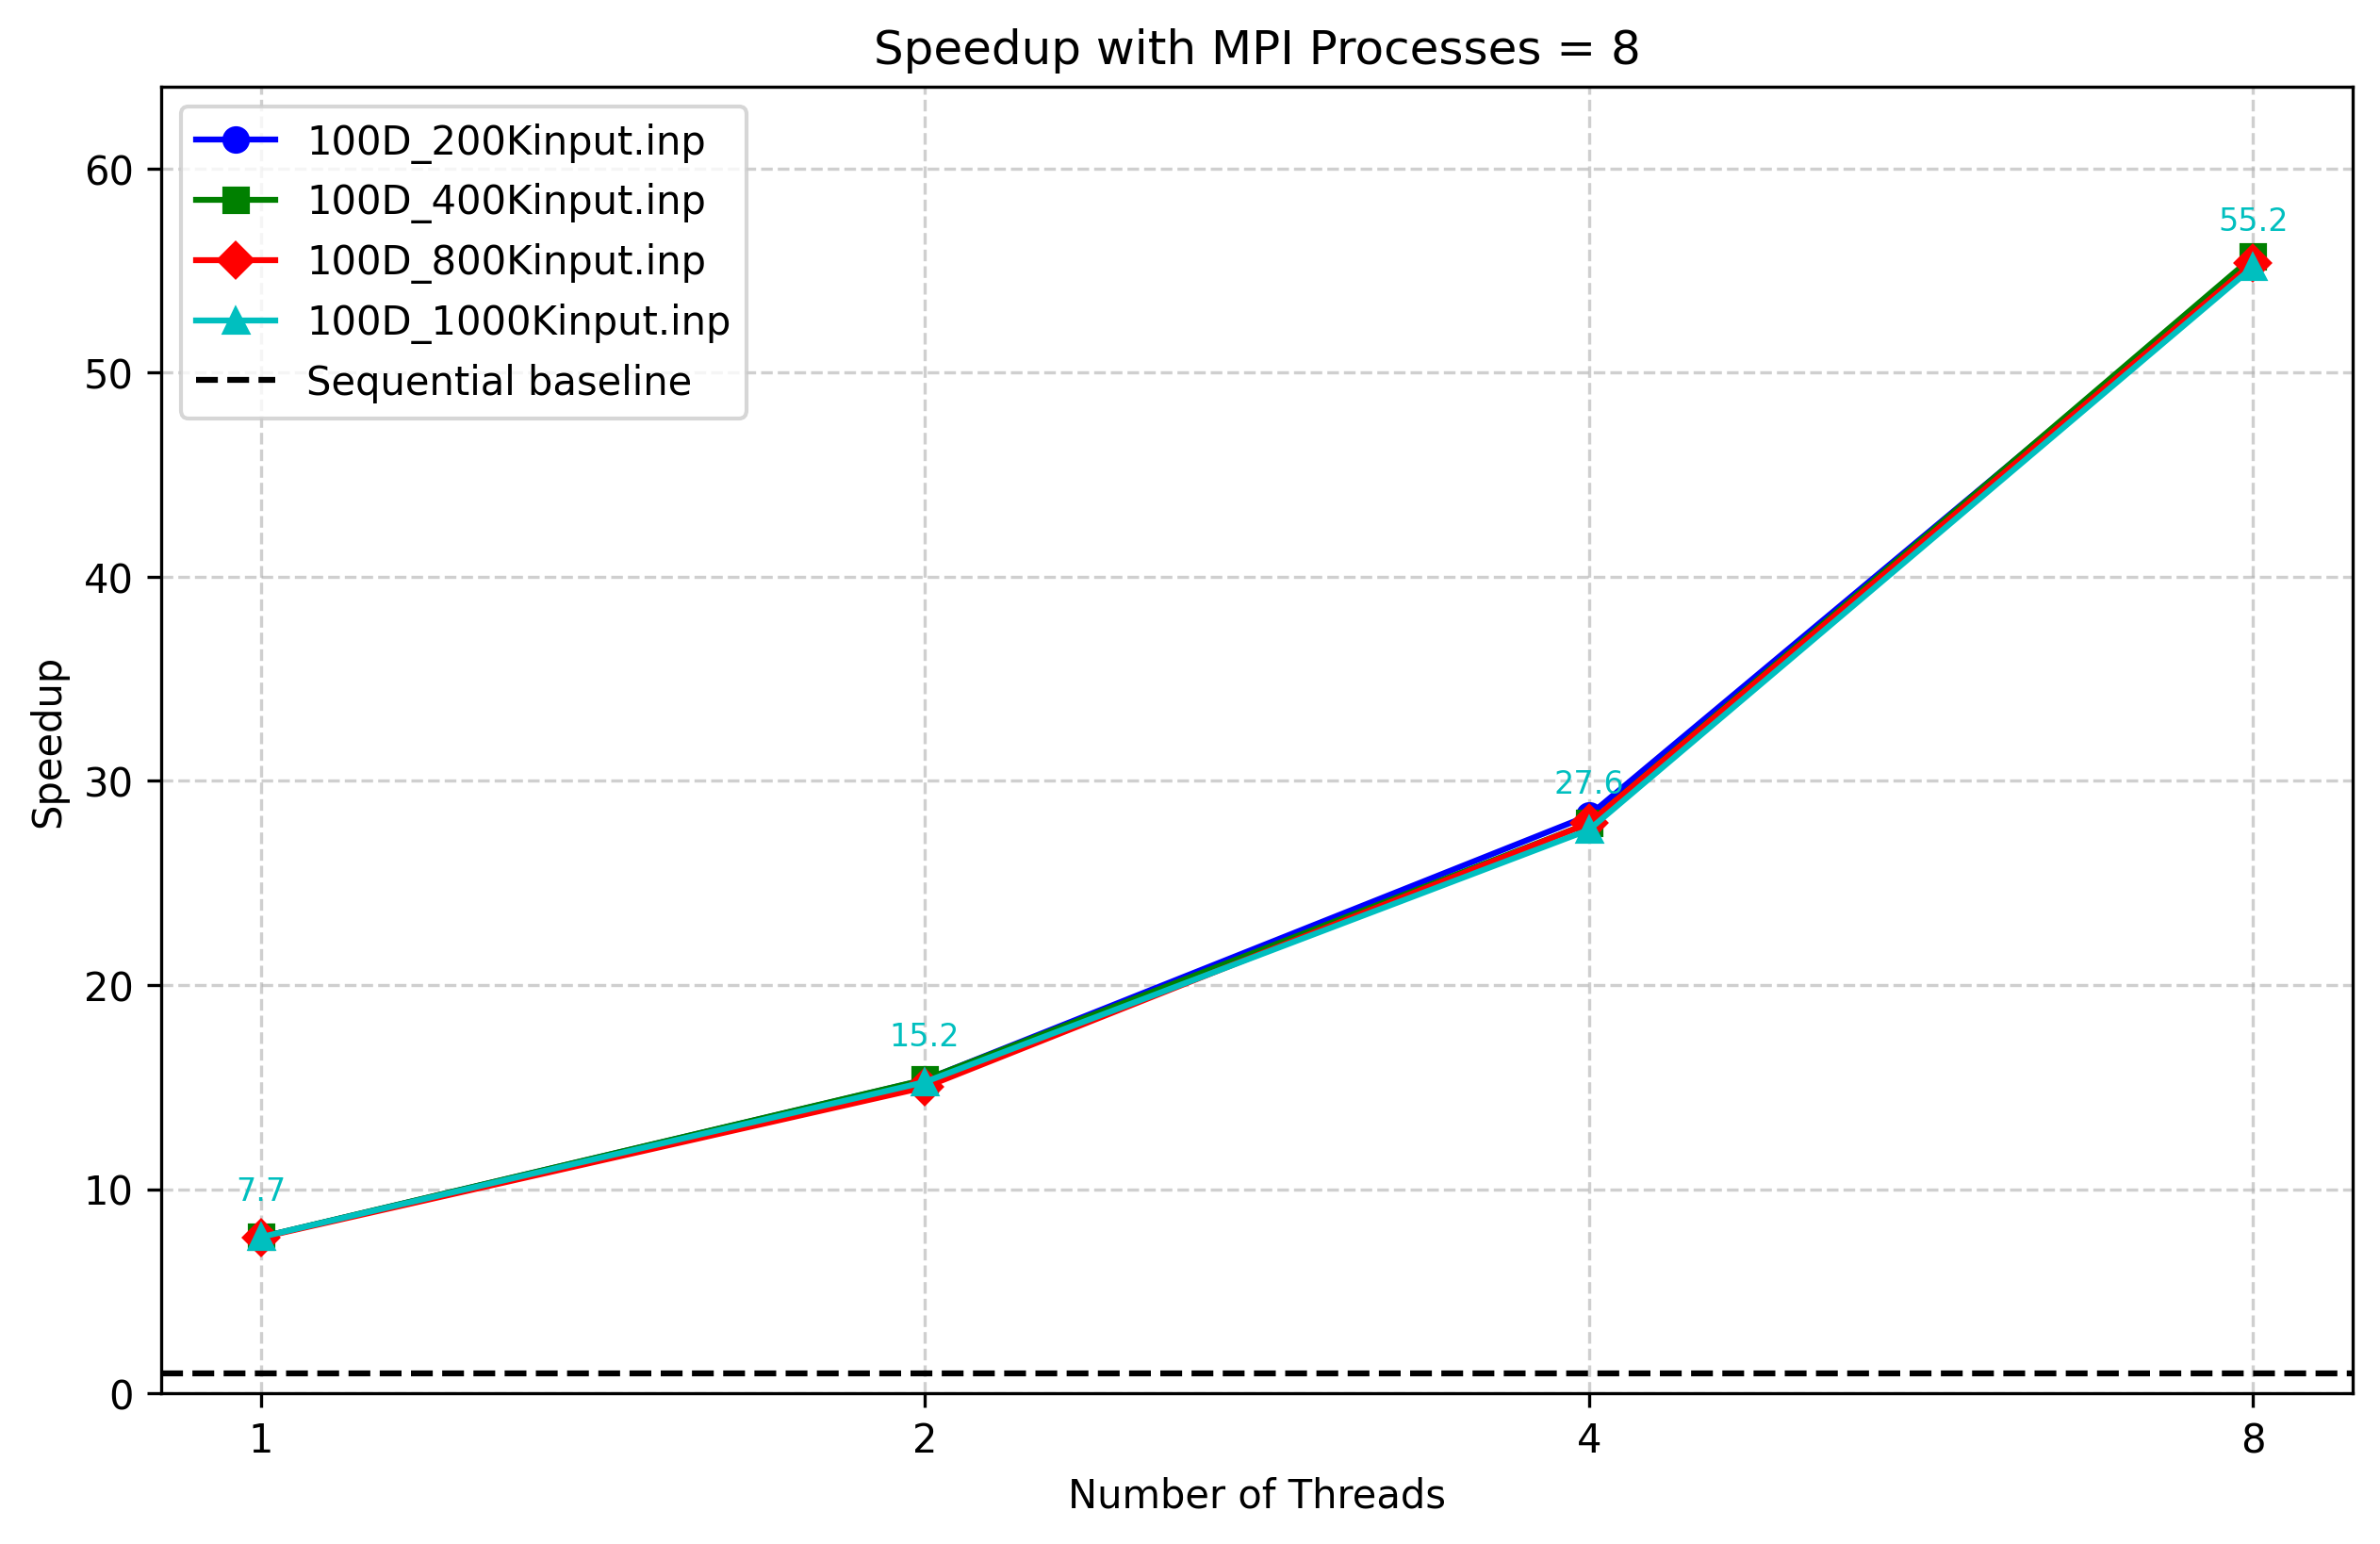 Speedup with MPI Processes = 8
100D_200Kinput.inp
100D_400Kinput.inp
100D_800Kinput.inp
100D_1000Kinput.inp
Sequential baseline
60
50
40
30
20
10
0
Speedup
7.7
15.2
27.6
55.2
1
2
4
8
Number of Threads